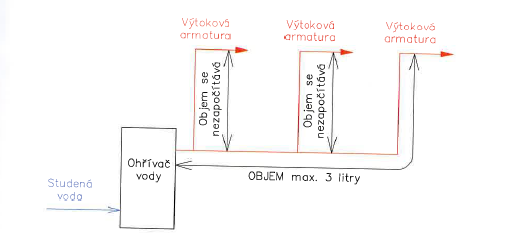 Výtoková
armatura
Výtoková
armatura
Výtoková
armatura
Objem se
nezapočítává
Objem se
nezapočítává
Ohřívač
vody
OBJEM max. 3 litry
Studená
voda